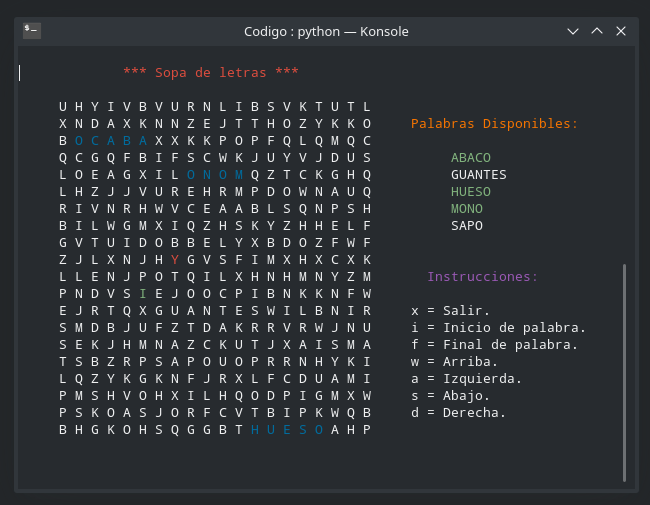 Codigo : python — Konsole
*** Sopa de letras ***
U H Y I V B V U R N L I B S V K T U T L
X N D A X K N N Z E J T T H O Z Y K K O
Palabras Disponibles:
B O C A B A X X K K P O P F Q L Q M Q C
Q C G Q F B I F S C W K J U Y V J D U S
ABACO
L O E A G X I L O N O M Q Z T C K G H Q
GUANTES
L H Z J J V U R E H R M P D O W N A U Q
HUESO
R I V N R H W V C E A A B L S Q N P S H
MONO
B I L W G M X I Q Z H S K Y Z H H E L F
SAPO
G V T U I D O B B E L Y X B D O Z F W F
Z J L X N J H Y G V S F I M X H X C X K
L L E N J P O T Q I L X H N H M N Y Z M
Instrucciones:
P N D V S I E J O O C P I B N K K N F W
E J R T Q X G U A N T E S W I L B N I R
x = Salir.
S M D B J U F Z T D A K R R V R W J N U
i = Inicio de palabra.
S E K J H M N A Z C K U T J X A I S M A
f = Final de palabra.
T S B Z R P S A P O U O P R R N H Y K I
w = Arriba.
L Q Z Y K G K N F J R X L F C D U A M I
a = Izquierda.
P M S H V O H X I L H Q O D P I G M X W
s = Abajo.
P S K O A S J O R F C V T B I P K W Q B
d = Derecha.
B H G K O H S Q G G B T H U E S O A H P